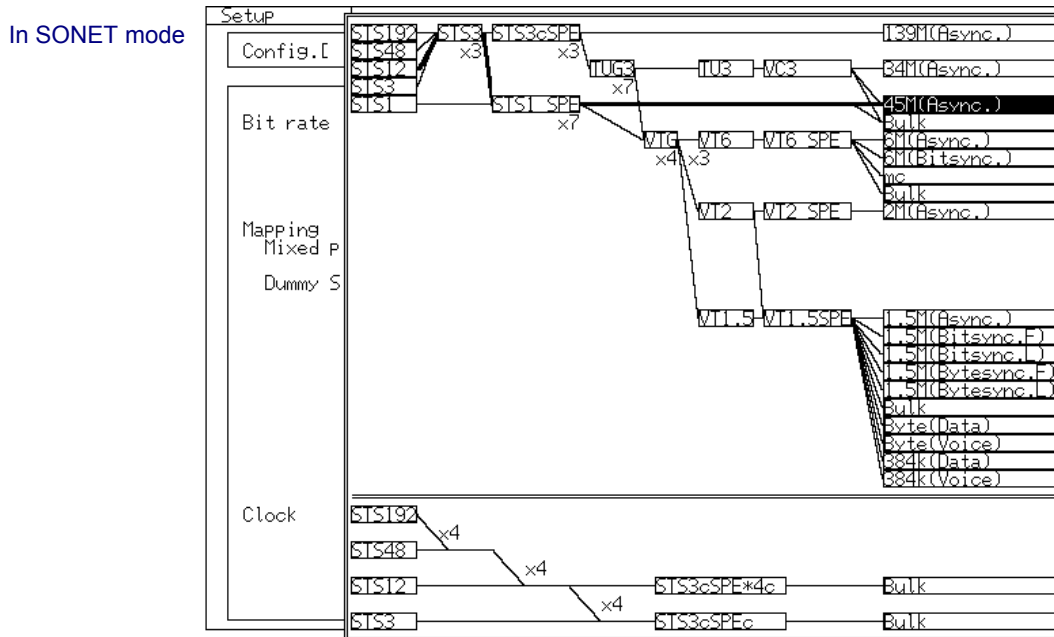 In SONET mode
Setup
Config.[
Bit rate
Mapping
Mixed p
Dummy S
Clock
STS192 STS3 STS3cSPE 139M(Async.)
STS48 x3 x3
STS12 TUG3 TU3 VC3 34M(Async.)
STS3 x7
STS1 STS1 SPE 45M(Async.)
x7 Bulk
VTG VT6 VT6 SPE 6M(Async.)
x4 x3 6M(Bitsync.)
mc
Bulk
VT2 VT2 SPE 2M(Async.)
VT1.5 VT1.5SPE 1.5M(Async.)
1.5M(Bitsync.F)
1.5M(Bitsync.L)
1.5M(Bytesync.F)
1.5M(Bytesync.L)
Bulk
Byte(Data)
Byte(Voice)
384k(Data)
384k(Voice)
STS192
x4
STS48
x4
STS12 STS3cSPE*4c Bulk
x4
STS3 STS3cSPEc Bulk